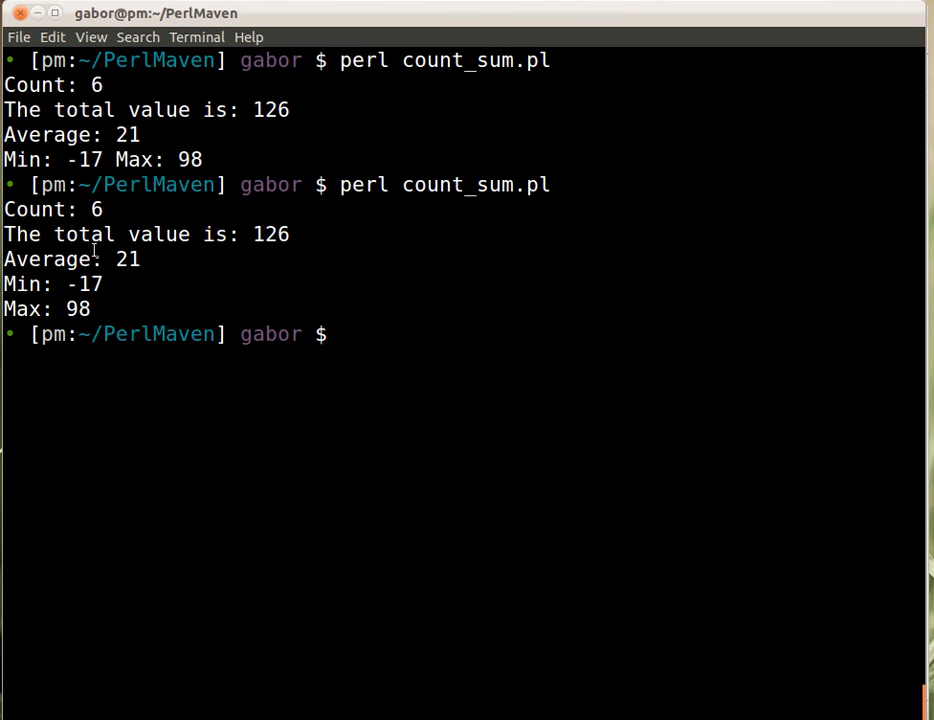 gabor@pm:~/PerlMaven
File Edit View Search Terminal Help
• [pm:~/PerlMaven] gabor $ perl count_sum.pl
Count: 6
The total value is: 126
Average: 21
Min: -17 Max: 98
• [pm:~/PerlMaven] gabor $ perl count_sum.pl
Count: 6
The total value is: 126
Average: 21
Min: -17
Max: 98
• [pm:~/PerlMaven] gabor $